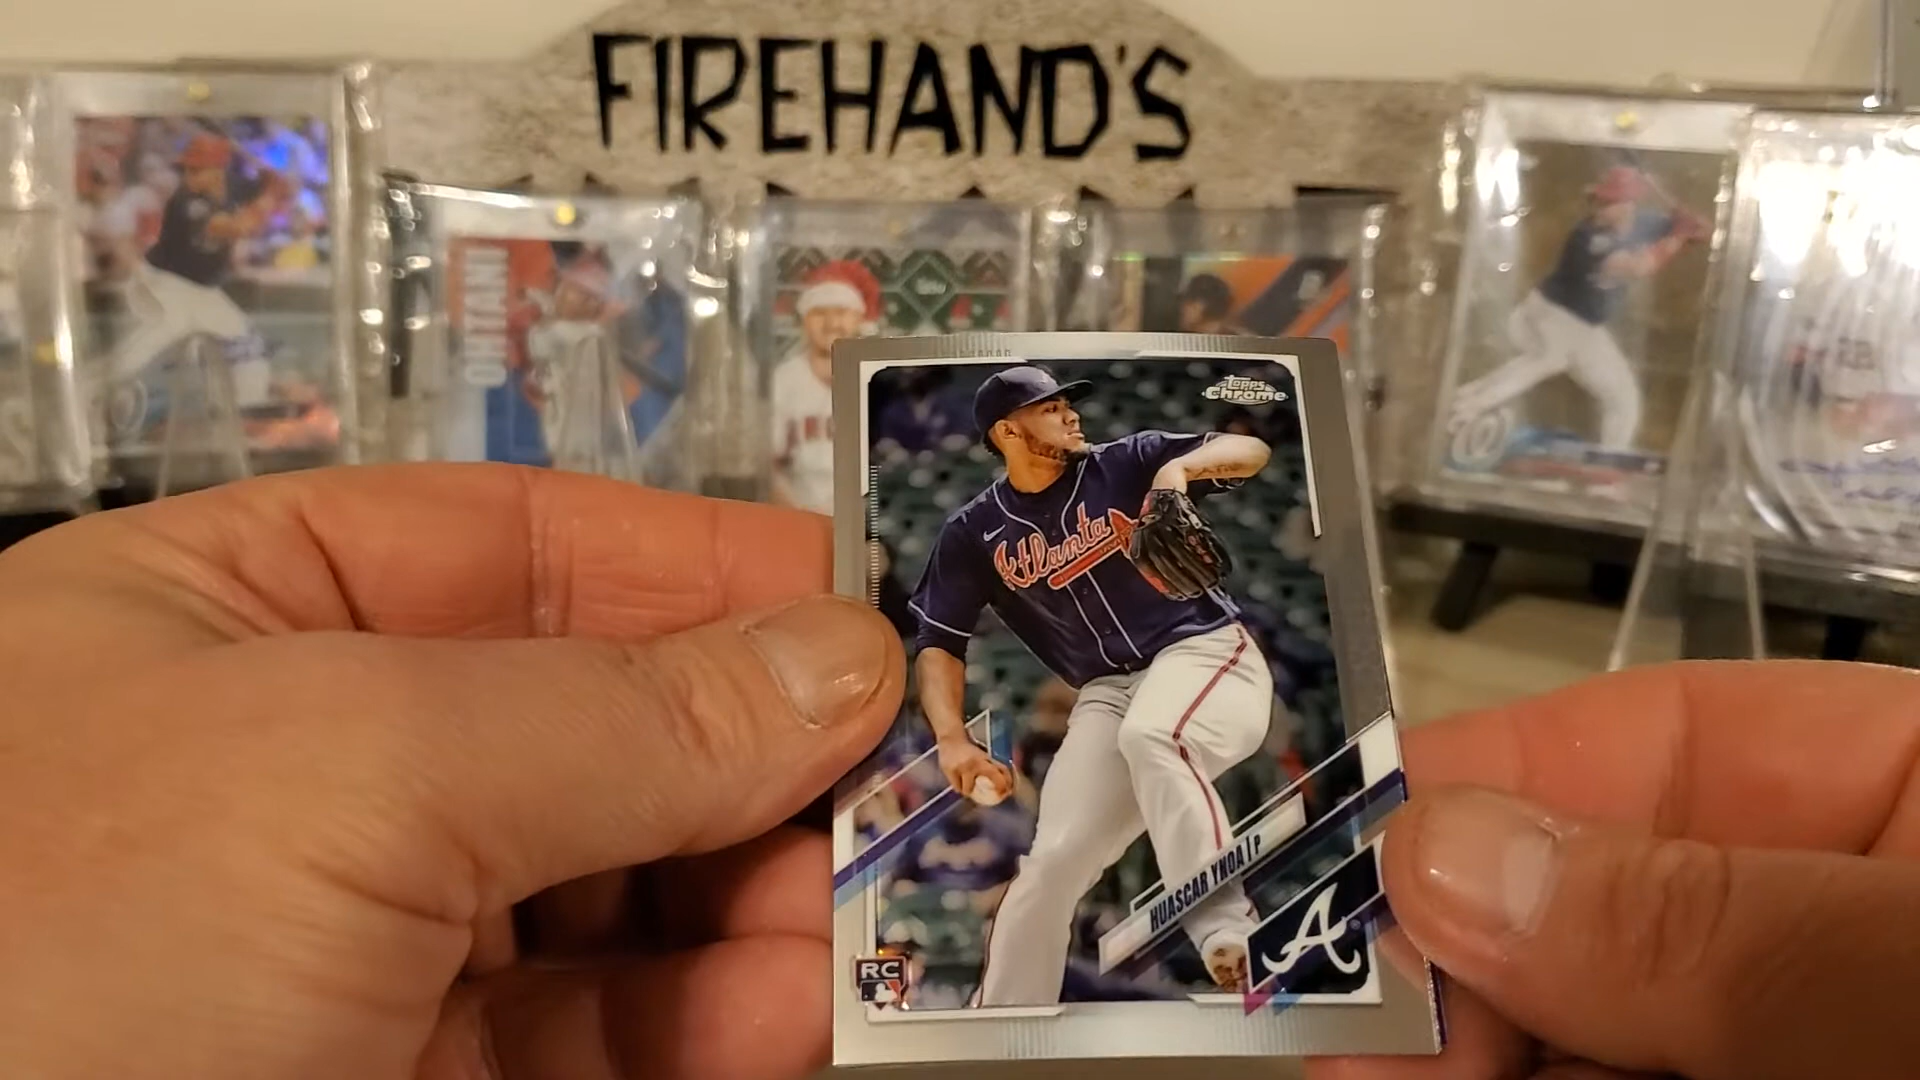 FIREHAND'S
Topps
Chrome
Atlanta
HUASCAR YNOA | P
A
RC